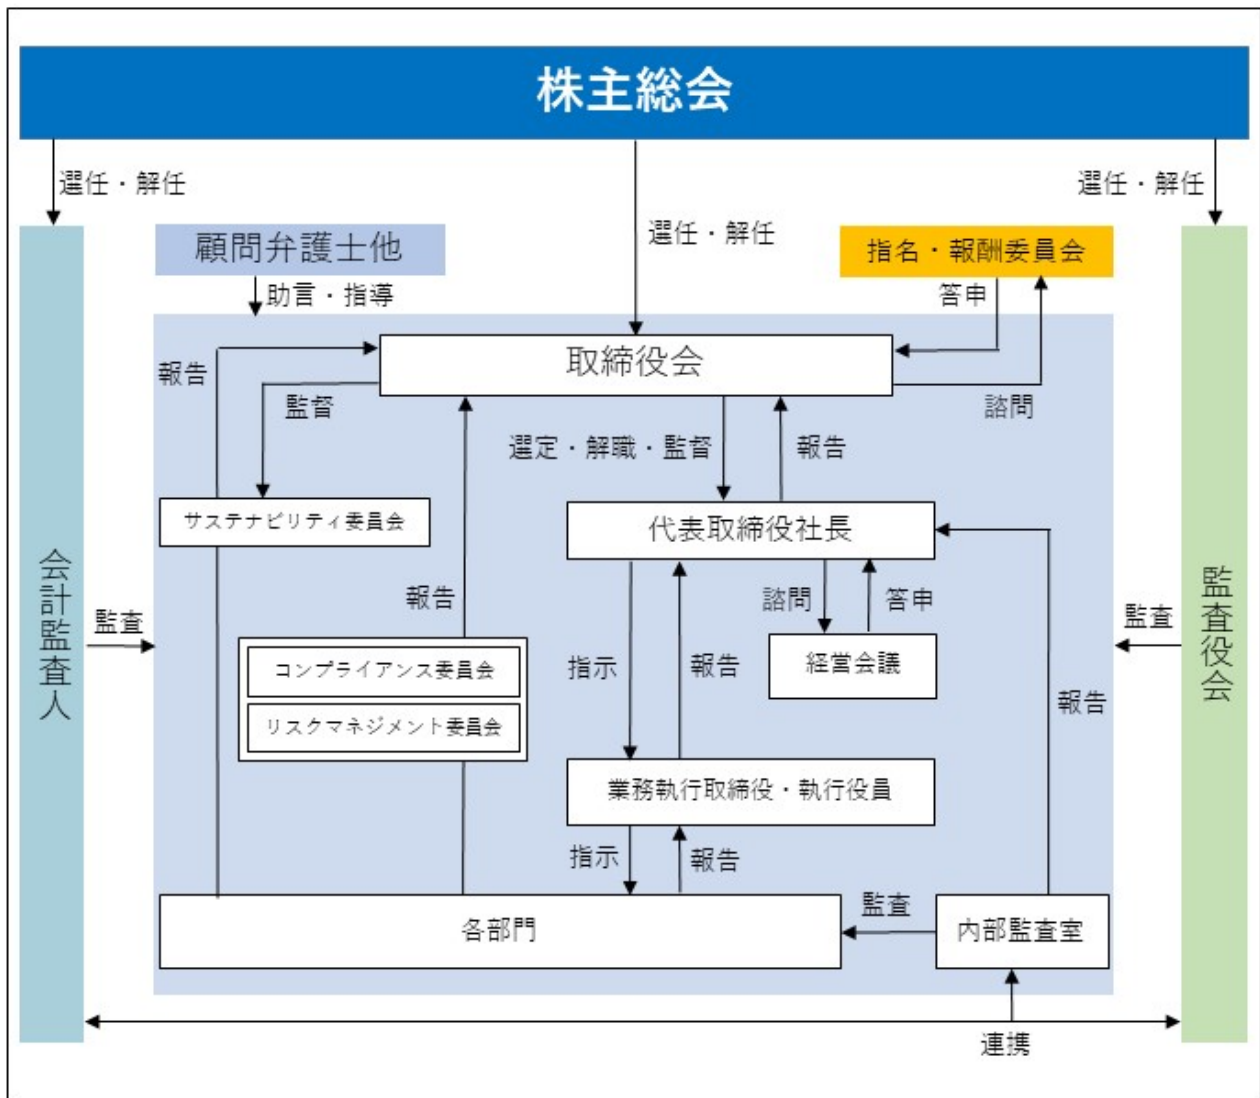 株主総会
選任・解任
選任・解任
選任・解任
顧問弁護士他
指名・報酬委員会
助言・指導
答申
取締役会
報告
監督
諮問
選定・解職・監督
報告
サステナビリティ委員会
代表取締役社長
会計監査人
監査役会
報告
諮問
答申
監査
監査
コンプライアンス委員会
経営会議
指示
報告
報告
リスクマネジメント委員会
業務執行取締役・執行役員
指示
報告
監査
各部門
内部監査室
連携